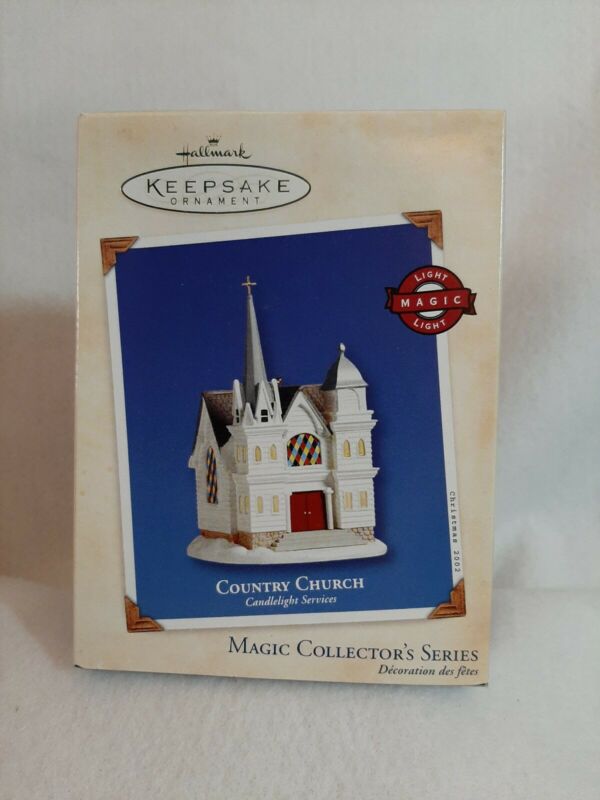 Hallmark
KEEPSAKE
ORNAMENT
LIGHT
MAGIC
LIGHT
Christmas 2002
COUNTRY CHURCH
Candlelight Services
MAGIC COLLECTOR'S SERIES
Décoration des fêtes